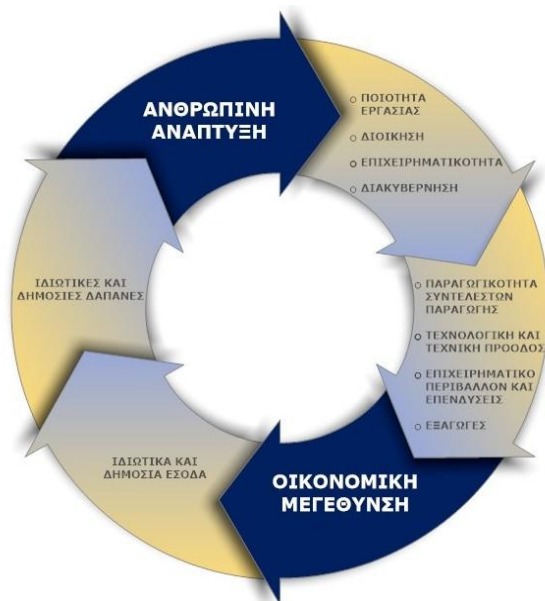 ΑΝΘΡΩΠΙΝΗ
ΑΝΑΠΤΥΞΗ
○ ΠΟΙΟΤΗΤΑ
ΕΡΓΑΣΙΑΣ
○ ΔΙΟΙΚΗΣΗ
○ ΕΠΙΧΕΙΡΗΜΑΤΙΚΟΤΗΤΑ
○ ΔΙΑΚΥΒΕΡΝΗΣΗ
○ ΠΑΡΑΓΩΓΙΚΟΤΗΤΑ
ΣΥΝΤΕΛΕΣΤΩΝ
ΠΑΡΑΓΩΓΗΣ
○ ΤΕΧΝΟΛΟΓΙΚΗ ΚΑΙ
ΤΕΧΝΙΚΗ ΠΡΟΟΔΟΣ
○ ΕΠΙΧΕΙΡΗΜΑΤΙΚΟ
ΠΕΡΙΒΑΛΛΟΝ ΚΑΙ
ΕΠΕΝΔΥΣΕΙΣ
○ ΕΞΑΓΩΓΕΣ
ΟΙΚΟΝΟΜΙΚΗ
ΜΕΓΕΘΥΝΣΗ
ΙΔΙΩΤΙΚΑ ΚΑΙ
ΔΗΜΟΣΙΑ ΕΣΟΔΑ
ΙΔΙΩΤΙΚΕΣ ΚΑΙ
ΔΗΜΟΣΙΕΣ ΔΑΠΑΝΕΣ